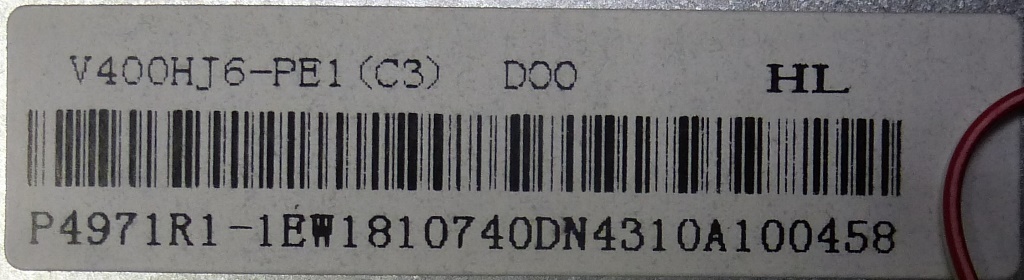 V400HJ6-PE1(C3) D00 HL
P4971R1-1EW1810740DN4310A100458